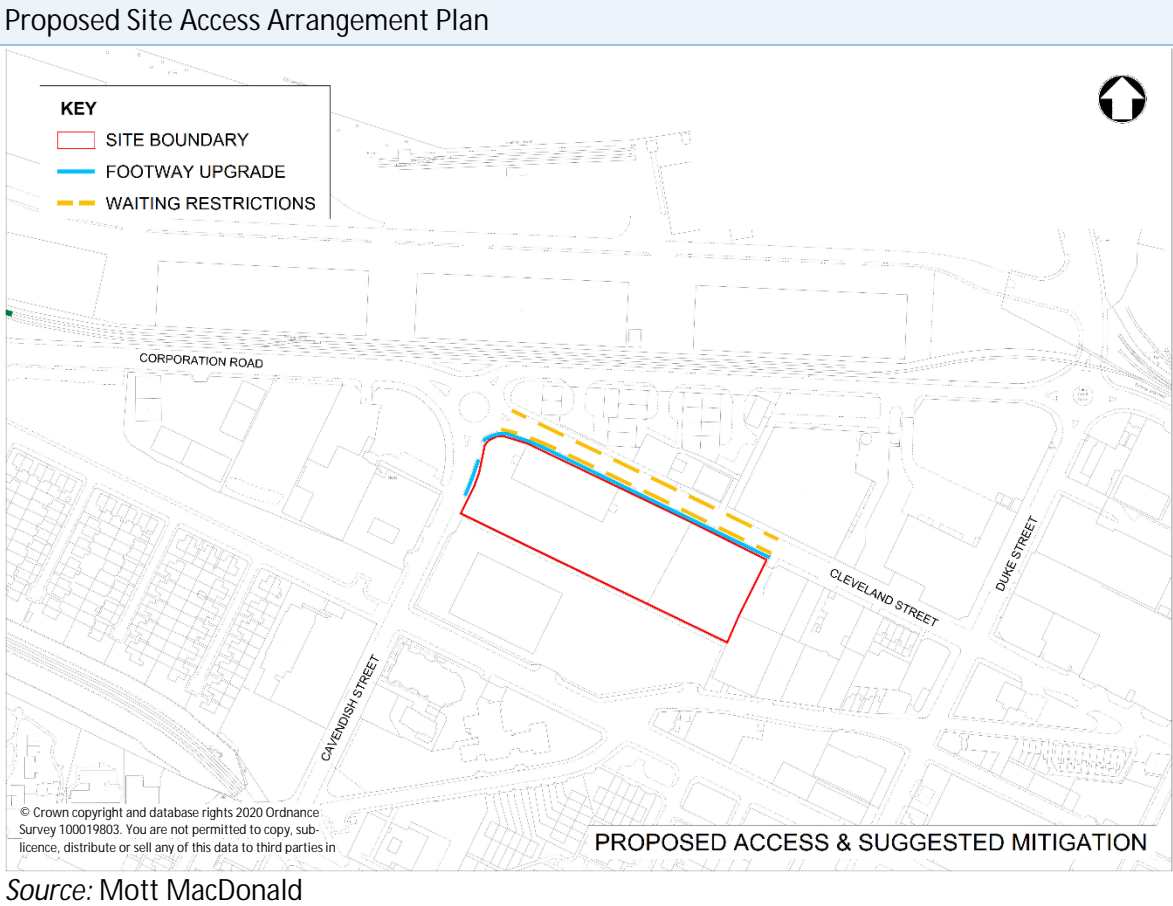 Proposed Site Access Arrangement Plan
KEY
SITE BOUNDARY
FOOTWAY UPGRADE
WAITING RESTRICTIONS
CORPORATION ROAD
CLEVELAND STREET
DUKE STREET
CAVENDISH STREET
© Crown copyright and database rights 2020 Ordnance
Survey 100019803. You are not permitted to copy, sub-
licence, distribute or sell any of this data to third parties in
PROPOSED ACCESS & SUGGESTED MITIGATION
Source: Mott MacDonald